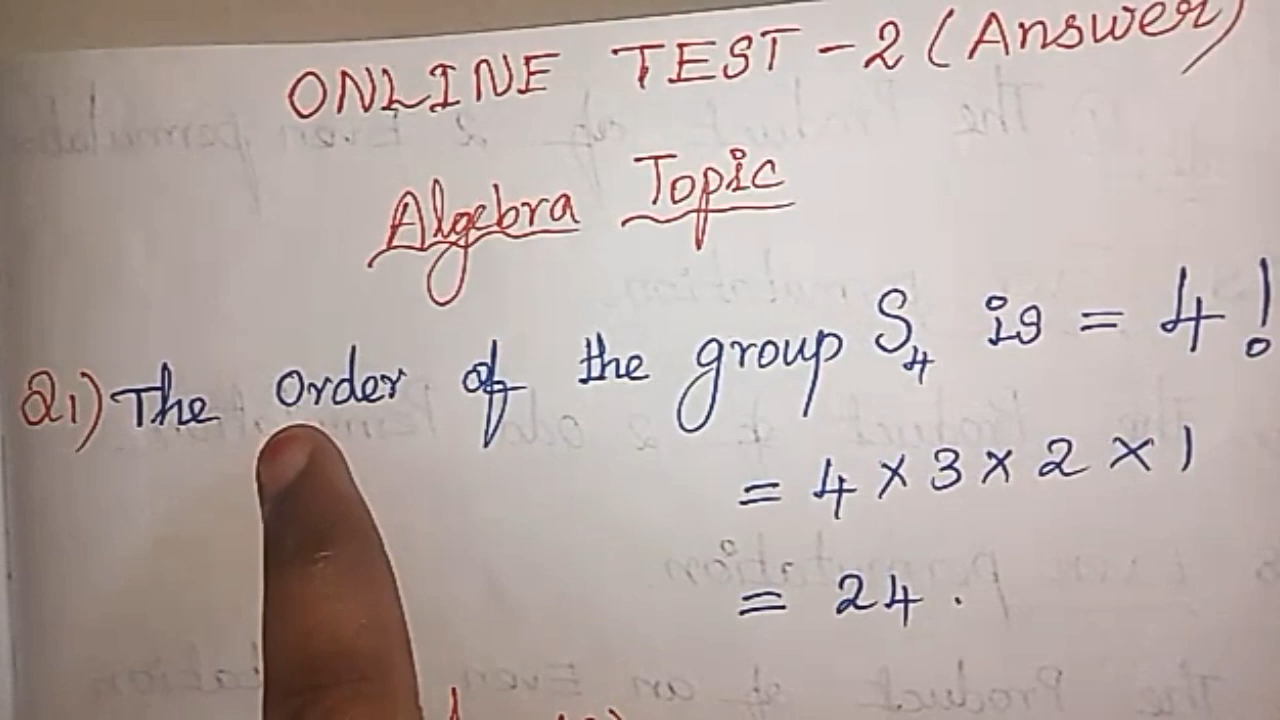 ONLINE TEST - 2 (Answer)
Algebra Topic
Q1) The Order of the group S₄ is = 4!
= 4 × 3 × 2 × 1
= 24.